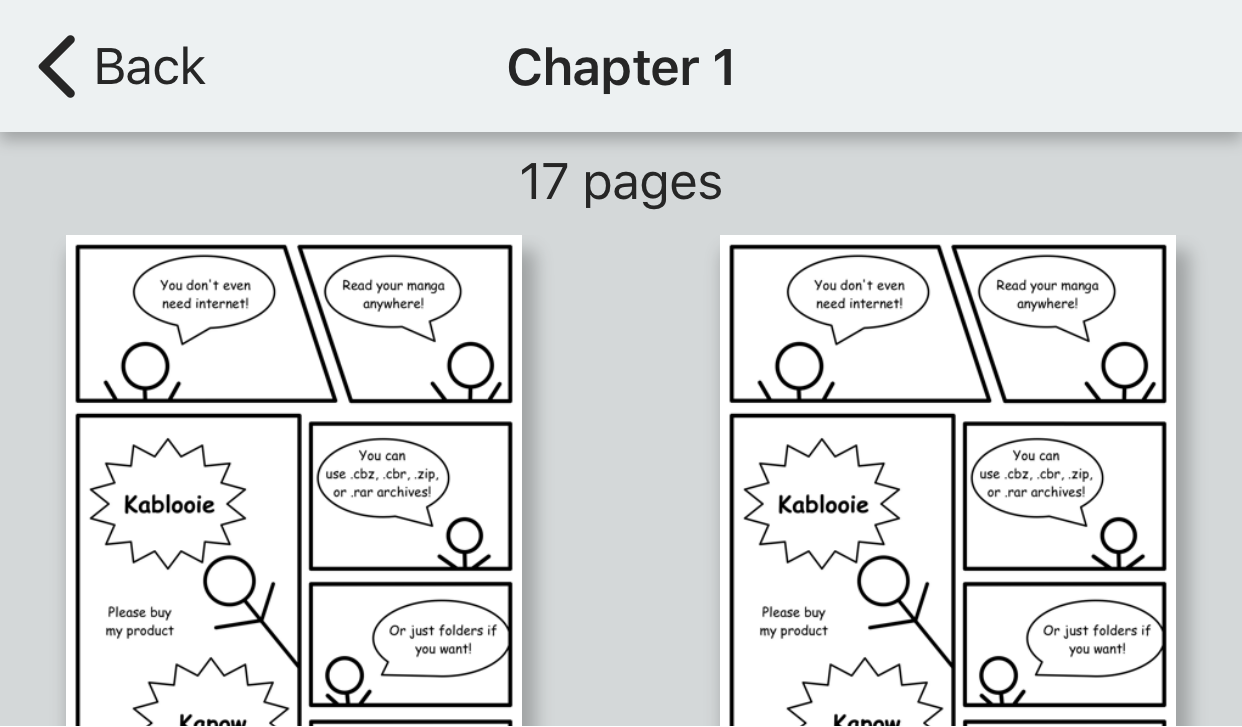 Back
Chapter 1
17 pages
You don't even
need internet!
Read your manga
anywhere!
You can
use .cbz, .cbr, .zip,
or .rar archives!
Kablooie
Please buy
my product
Or just folders if
you want!
Kapow
You don't even
need internet!
Read your manga
anywhere!
You can
use .cbz, .cbr, .zip,
or .rar archives!
Kablooie
Please buy
my product
Or just folders if
you want!
Kapow